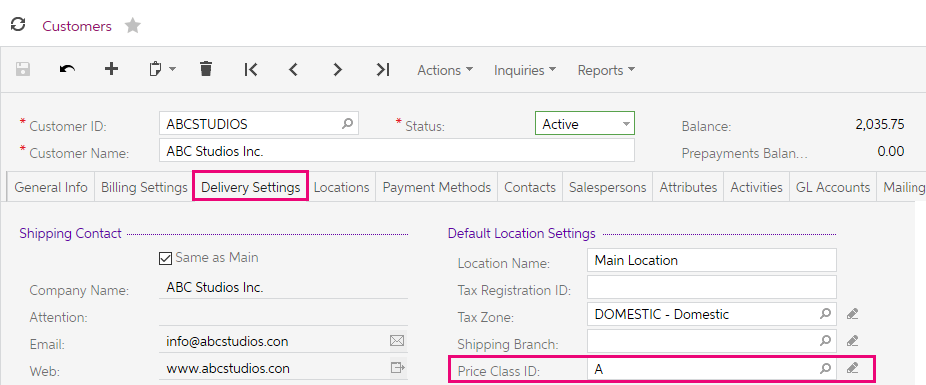 Customers
Actions Inquiries Reports
* Customer ID: ABCSTUDIOS * Status: Active Balance: 2,035.75
* Customer Name: ABC Studios Inc. Prepayments Balan... 0.00
General Info Billing Settings Delivery Settings Locations Payment Methods Contacts Salespersons Attributes Activities GL Accounts Mailing
Shipping Contact Default Location Settings
Same as Main Location Name: Main Location
Company Name: ABC Studios Inc. Tax Registration ID:
Attention: Tax Zone: DOMESTIC - Domestic
Email: info@abcstudios.con Shipping Branch:
Web: www.abcstudios.con Price Class ID: A